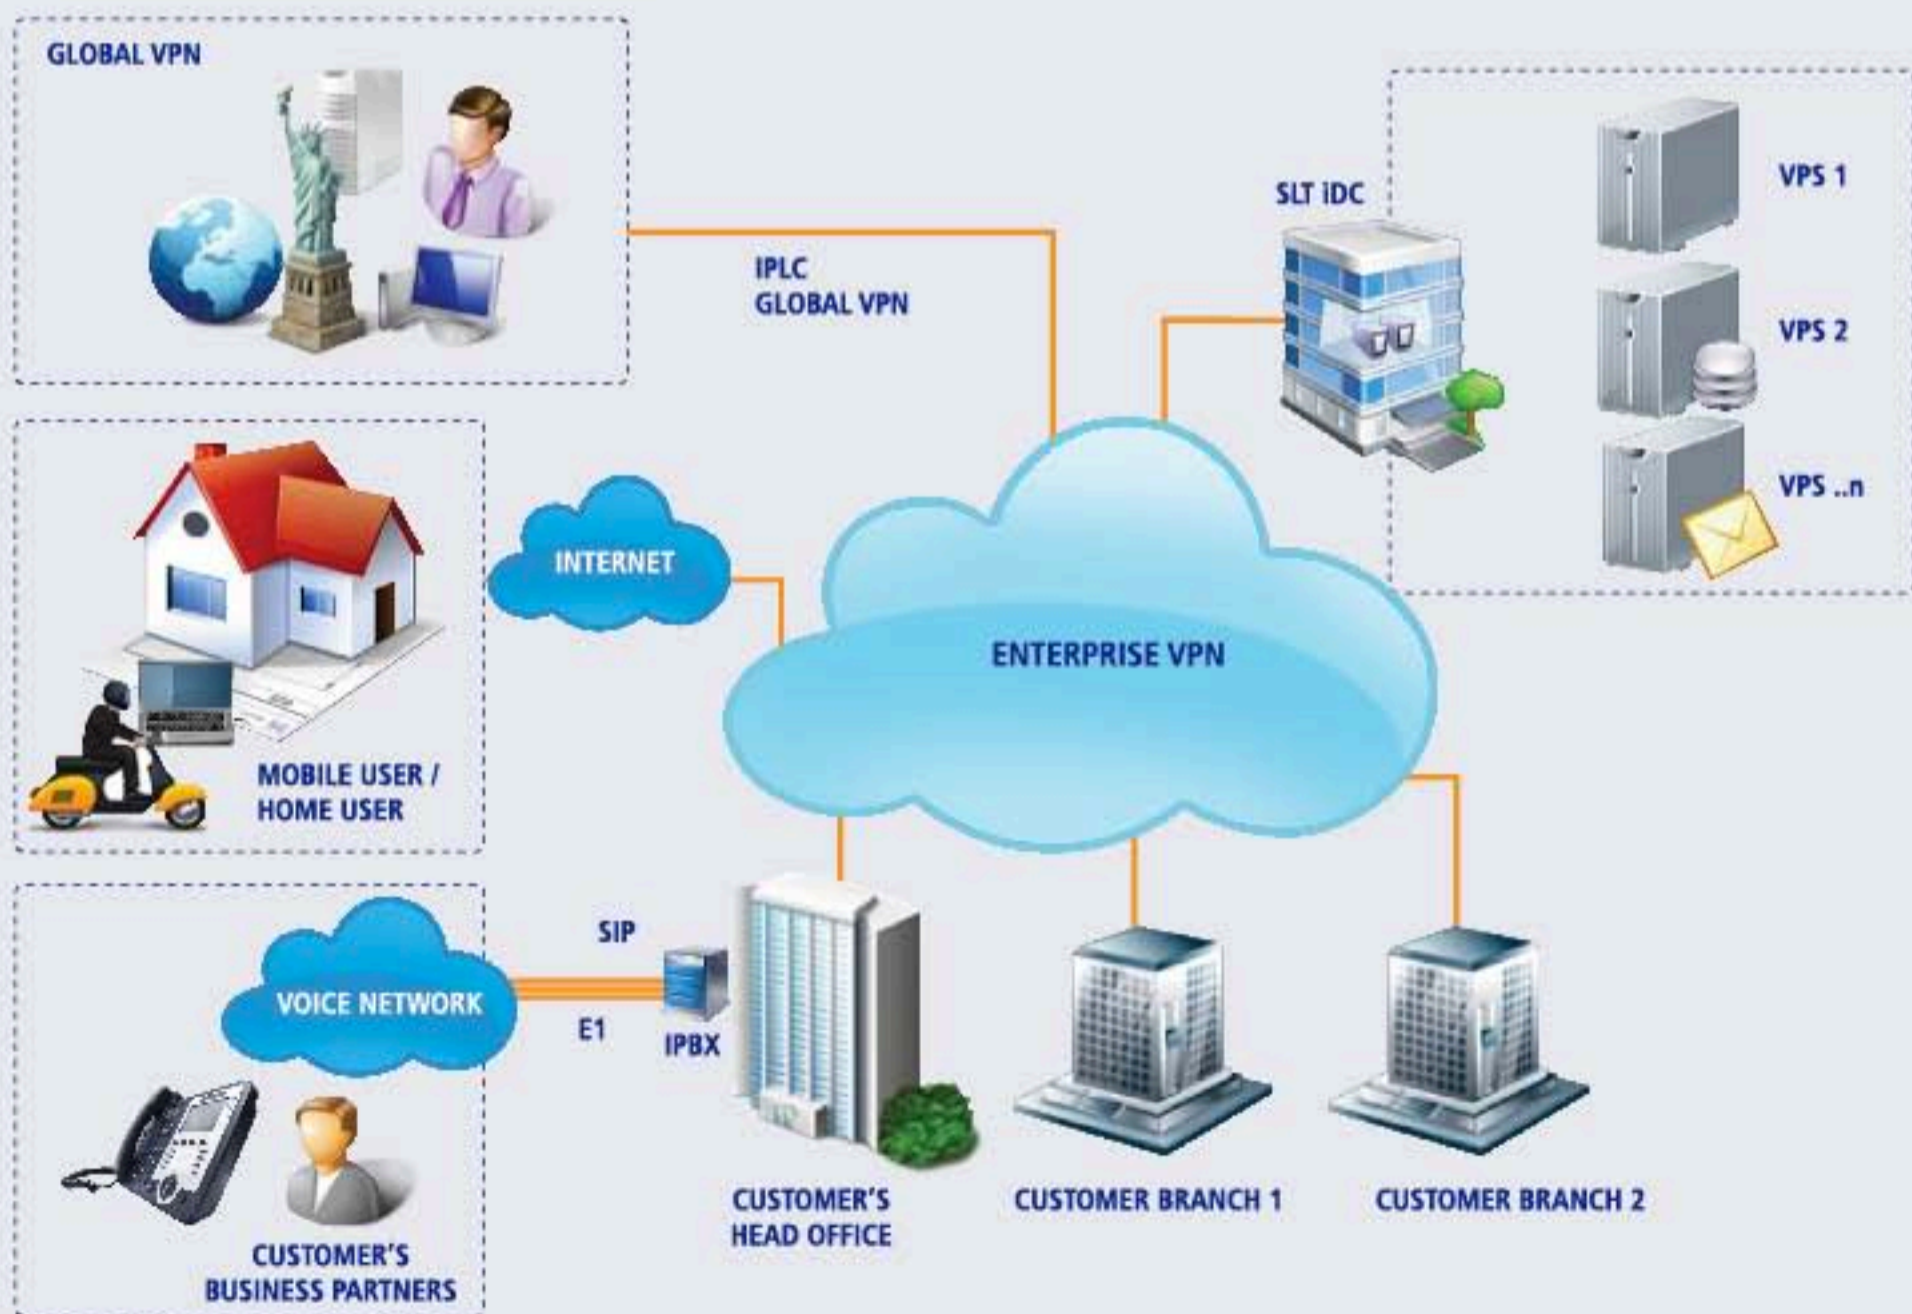 GLOBAL VPN
IPLC
GLOBAL VPN
SLT iDC
VPS 1
VPS 2
VPS ..n
INTERNET
ENTERPRISE VPN
MOBILE USER /
HOME USER
VOICE NETWORK
SIP
E1
IPBX
CUSTOMER'S
BUSINESS PARTNERS
CUSTOMER'S
HEAD OFFICE
CUSTOMER BRANCH 1
CUSTOMER BRANCH 2